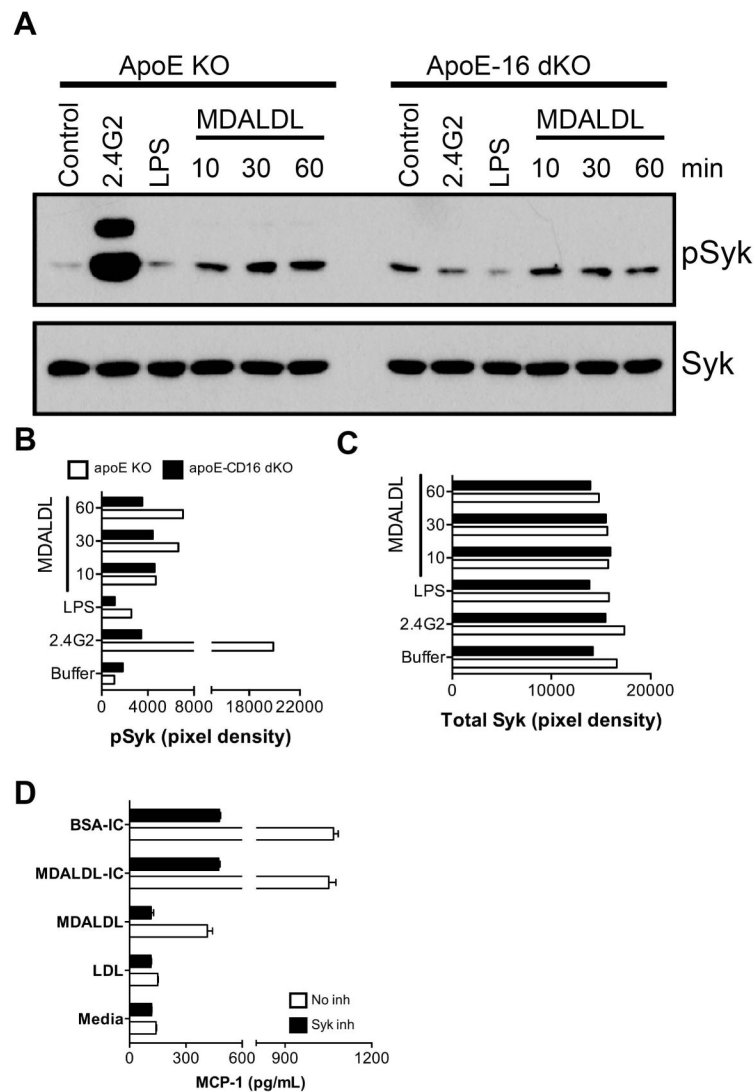 A
ApoE KO ApoE-16 dKO
Control 2.4G2 LPS MDALDL Control 2.4G2 LPS MDALDL
10 30 60 10 30 60 min
pSyk
Syk
B
apoE KO apoE-CD16 dKO
MDALDL
60
30
10
LPS
2.4G2
Buffer
0 4000 8000 18000 22000
pSyk (pixel density)
C
MDALDL
60
30
10
LPS
2.4G2
Buffer
0 10000 20000
Total Syk (pixel density)
D
BSA-IC
MDALDL-IC
MDALDL
LDL
Media
No inh
Syk inh
0 300 600 900 1200
MCP-1 (pg/mL)